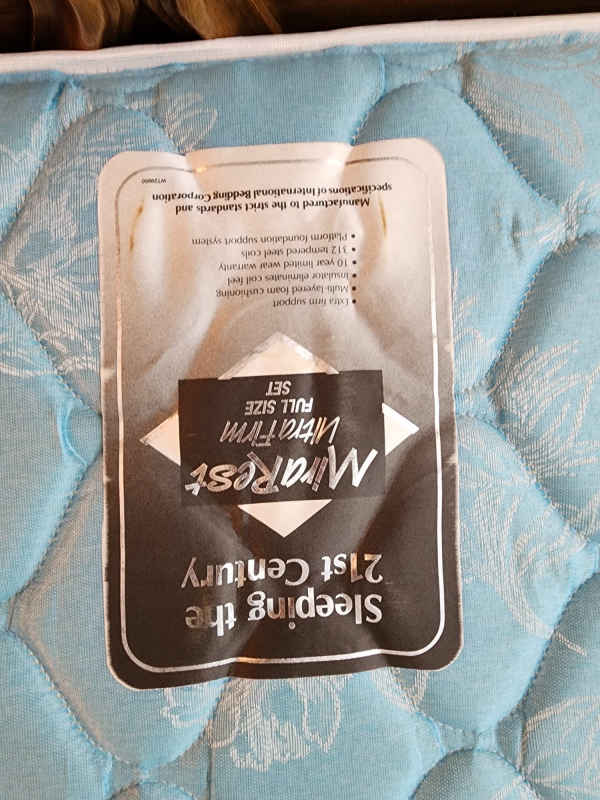 Sleeping the
21st Century
MiraRest
UltraFirm
FULL SIZE
SET
• Extra firm support
• Multi-layered foam cushioning
• Insulator eliminates coil feel
• 10 year limited wear warranty
• 312 tempered steel coils
• Platform foundation support system
Manufactured to the strict standards and
specifications of International Bedding Corporation